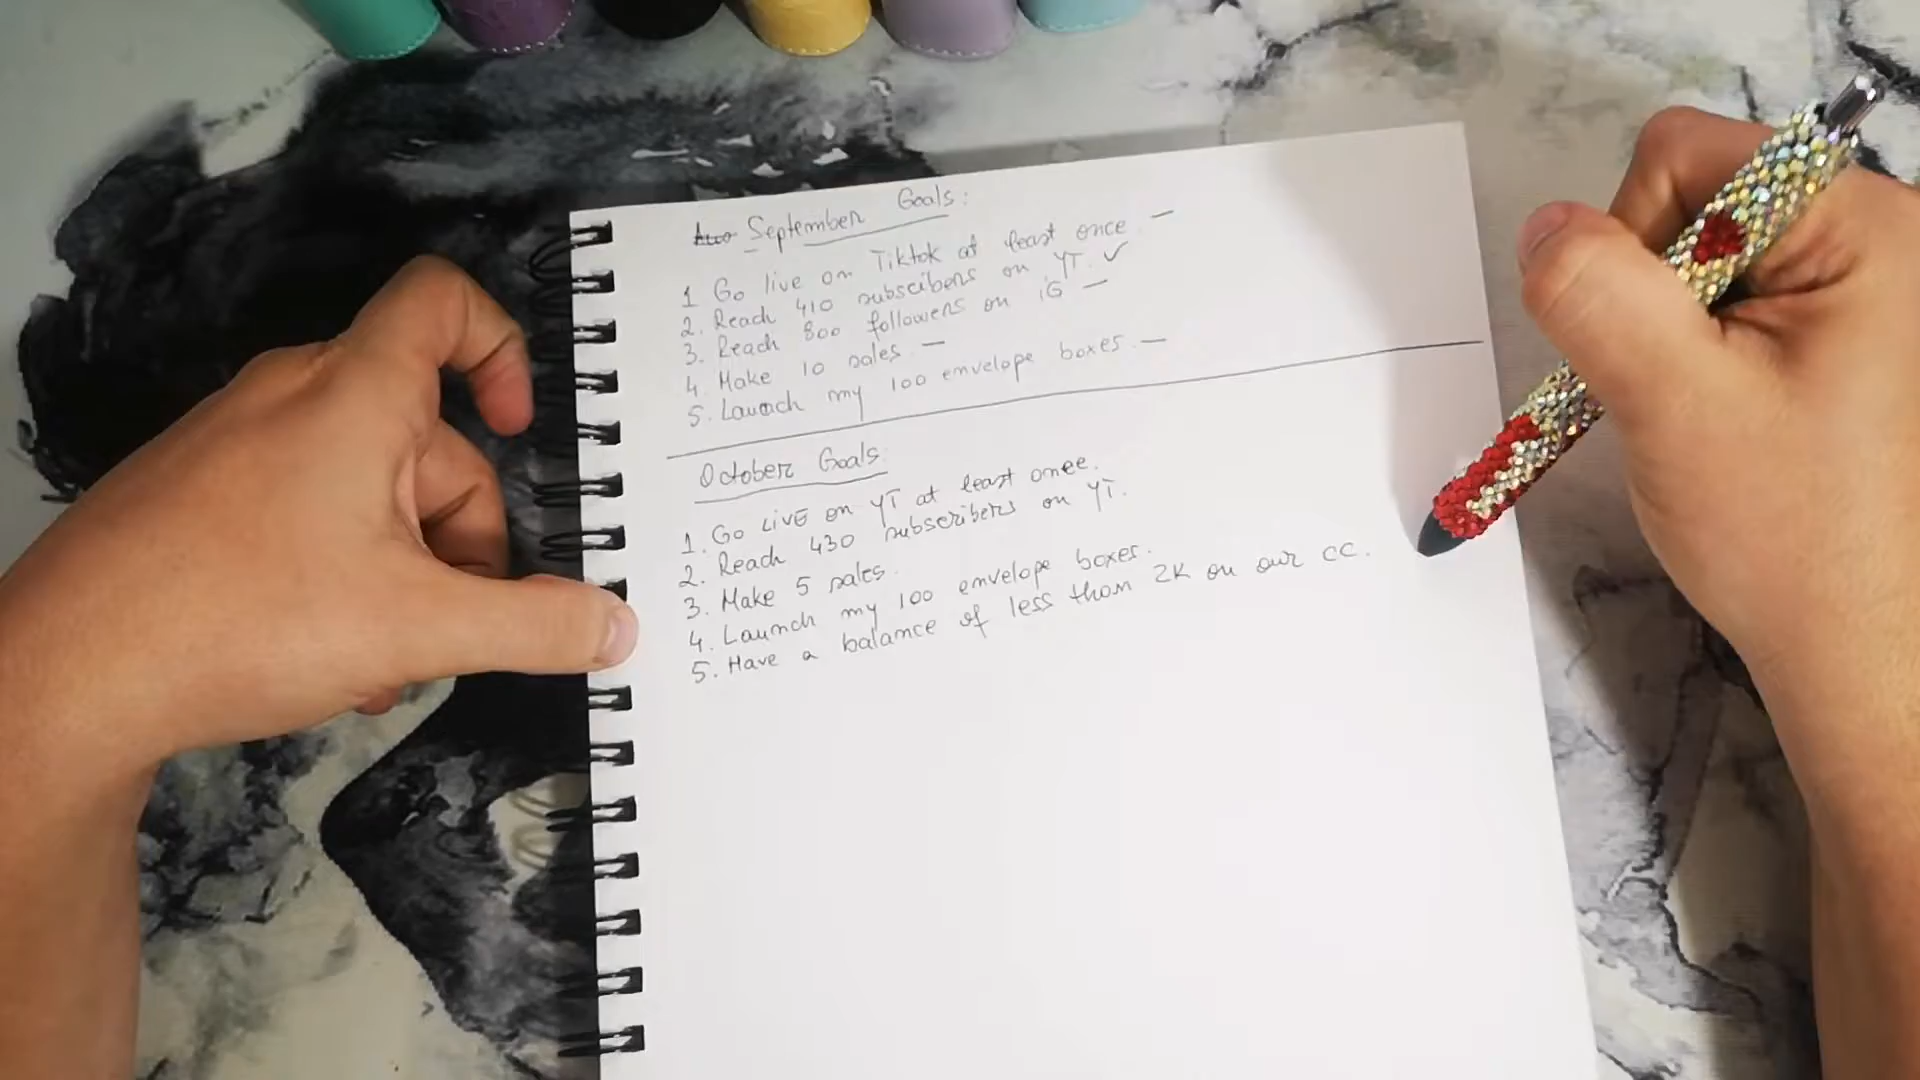 September Goals:
1 Go live on Tiktok at least once -
2. Reach 410 subscibers on YT. ✓
3. Reach 800 followers on iG -
4. Make 10 sales. -
5. Launch my 100 envelope boxes. -
October Goals:
1. Go LIVE on YT at least once.
2. Reach 430 subscribers on YT.
3. Make 5 sales.
4. Launch my 100 envelope boxes.
5. Have a balance of less than 2K on our CC.